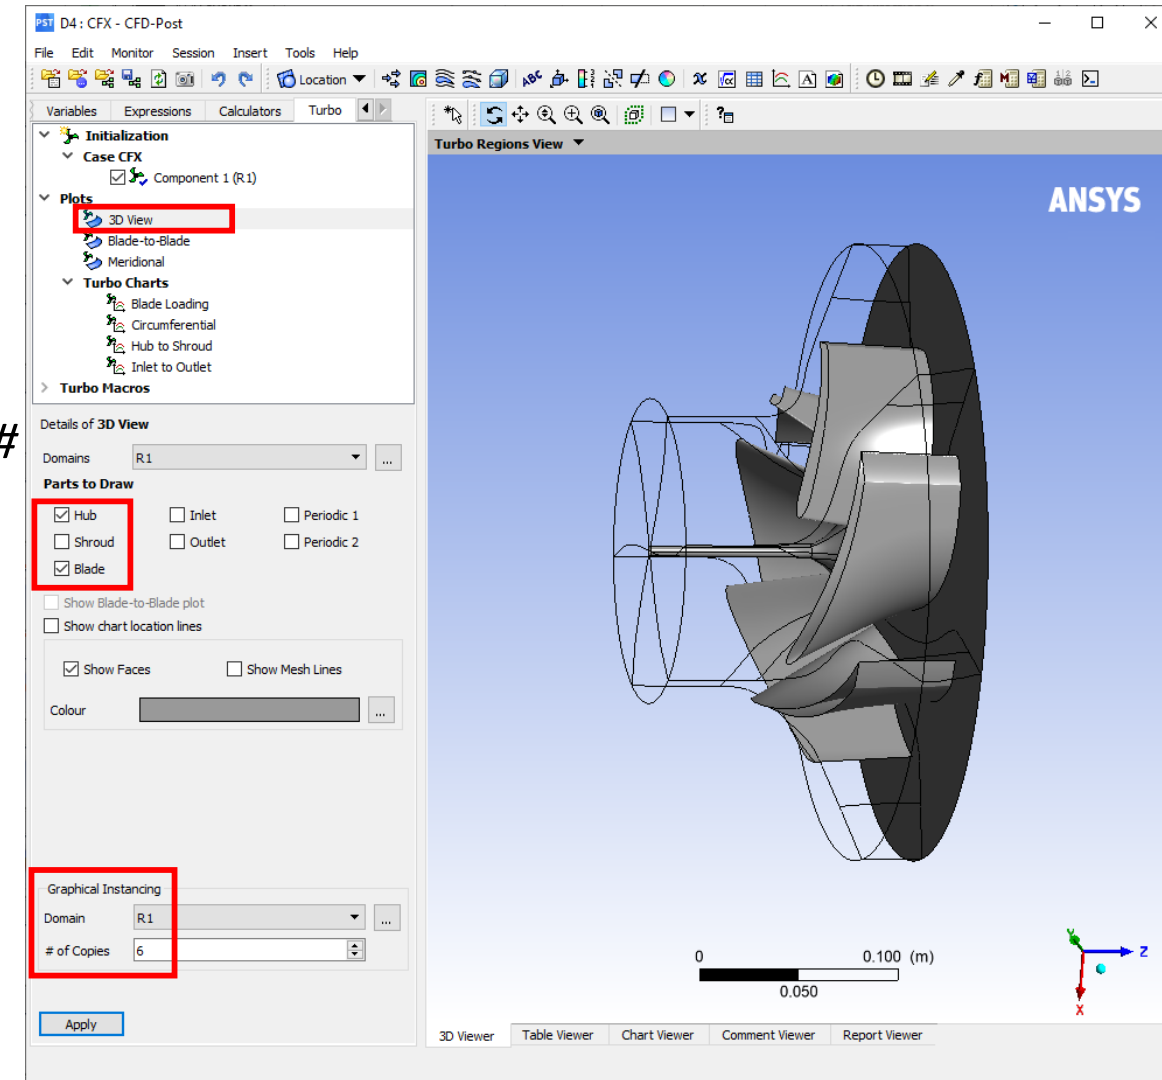 PST D4 : CFX - CFD-Post
File Edit Monitor Session Insert Tools Help
Location
Variables Expressions Calculators Turbo
Initialization
Case CFX
Component 1 (R1)
Plots
3D View
Blade-to-Blade
Meridional
Turbo Charts
Blade Loading
Circumferential
Hub to Shroud
Inlet to Outlet
Turbo Macros
#
Details of 3D View
Domains R1 ...
Parts to Draw
Hub Inlet Periodic 1
Shroud Outlet Periodic 2
Blade
Show Blade-to-Blade plot
Show chart location lines
Show Faces Show Mesh Lines
Colour ...
Graphical Instancing
Domain R1 ...
# of Copies 6
Apply
Turbo Regions View
ANSYS
0 0.100 (m)
0.050
Y
Z
X
3D Viewer Table Viewer Chart Viewer Comment Viewer Report Viewer